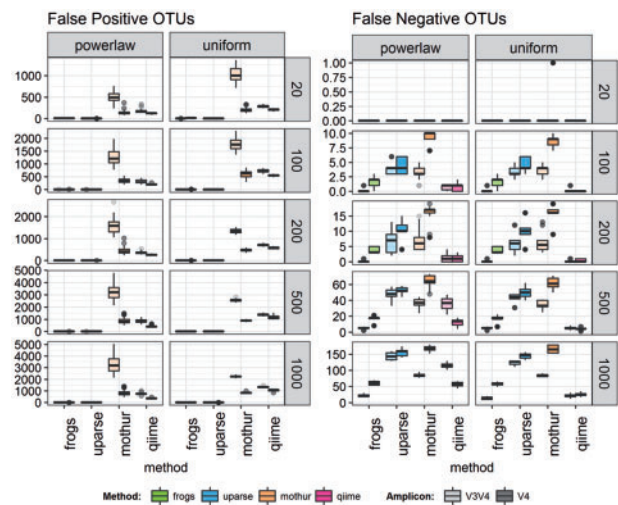 False Positive OTUs
powerlaw
uniform
1000
500
0
20
2000
1500
1000
500
0
100
2000
1000
0
200
5000
4000
3000
2000
1000
0
500
5000
4000
3000
2000
1000
0
1000
frogs
uparse
mothur
qiime
frogs
uparse
mothur
qiime
method
False Negative OTUs
powerlaw
uniform
1.00
0.75
0.50
0.25
0.00
20
10.0
7.5
5.0
2.5
0.0
100
15
10
5
0
200
60
40
20
0
500
150
100
50
0
1000
frogs
uparse
mothur
qiime
frogs
uparse
mothur
qiime
method
Method: frogs uparse mothur qiime Amplicon: V3V4 V4